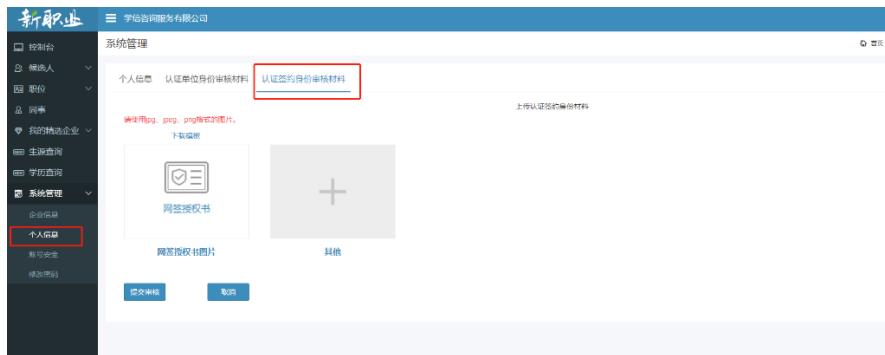 新职业
学信咨询服务有限公司
控制台
候选人
职位
同事
我的精选企业
生源查询
学历查询
系统管理
企业信息
个人信息
账号安全
修改密码
系统管理
首页
个人信息 认证单位身份审核材料 认证签约身份审核材料
上传认证签约身份材料
请使用jpg、jpeg、png格式的图片。
下载模板
网签授权书
网签授权书图片
其他
提交审核 取消